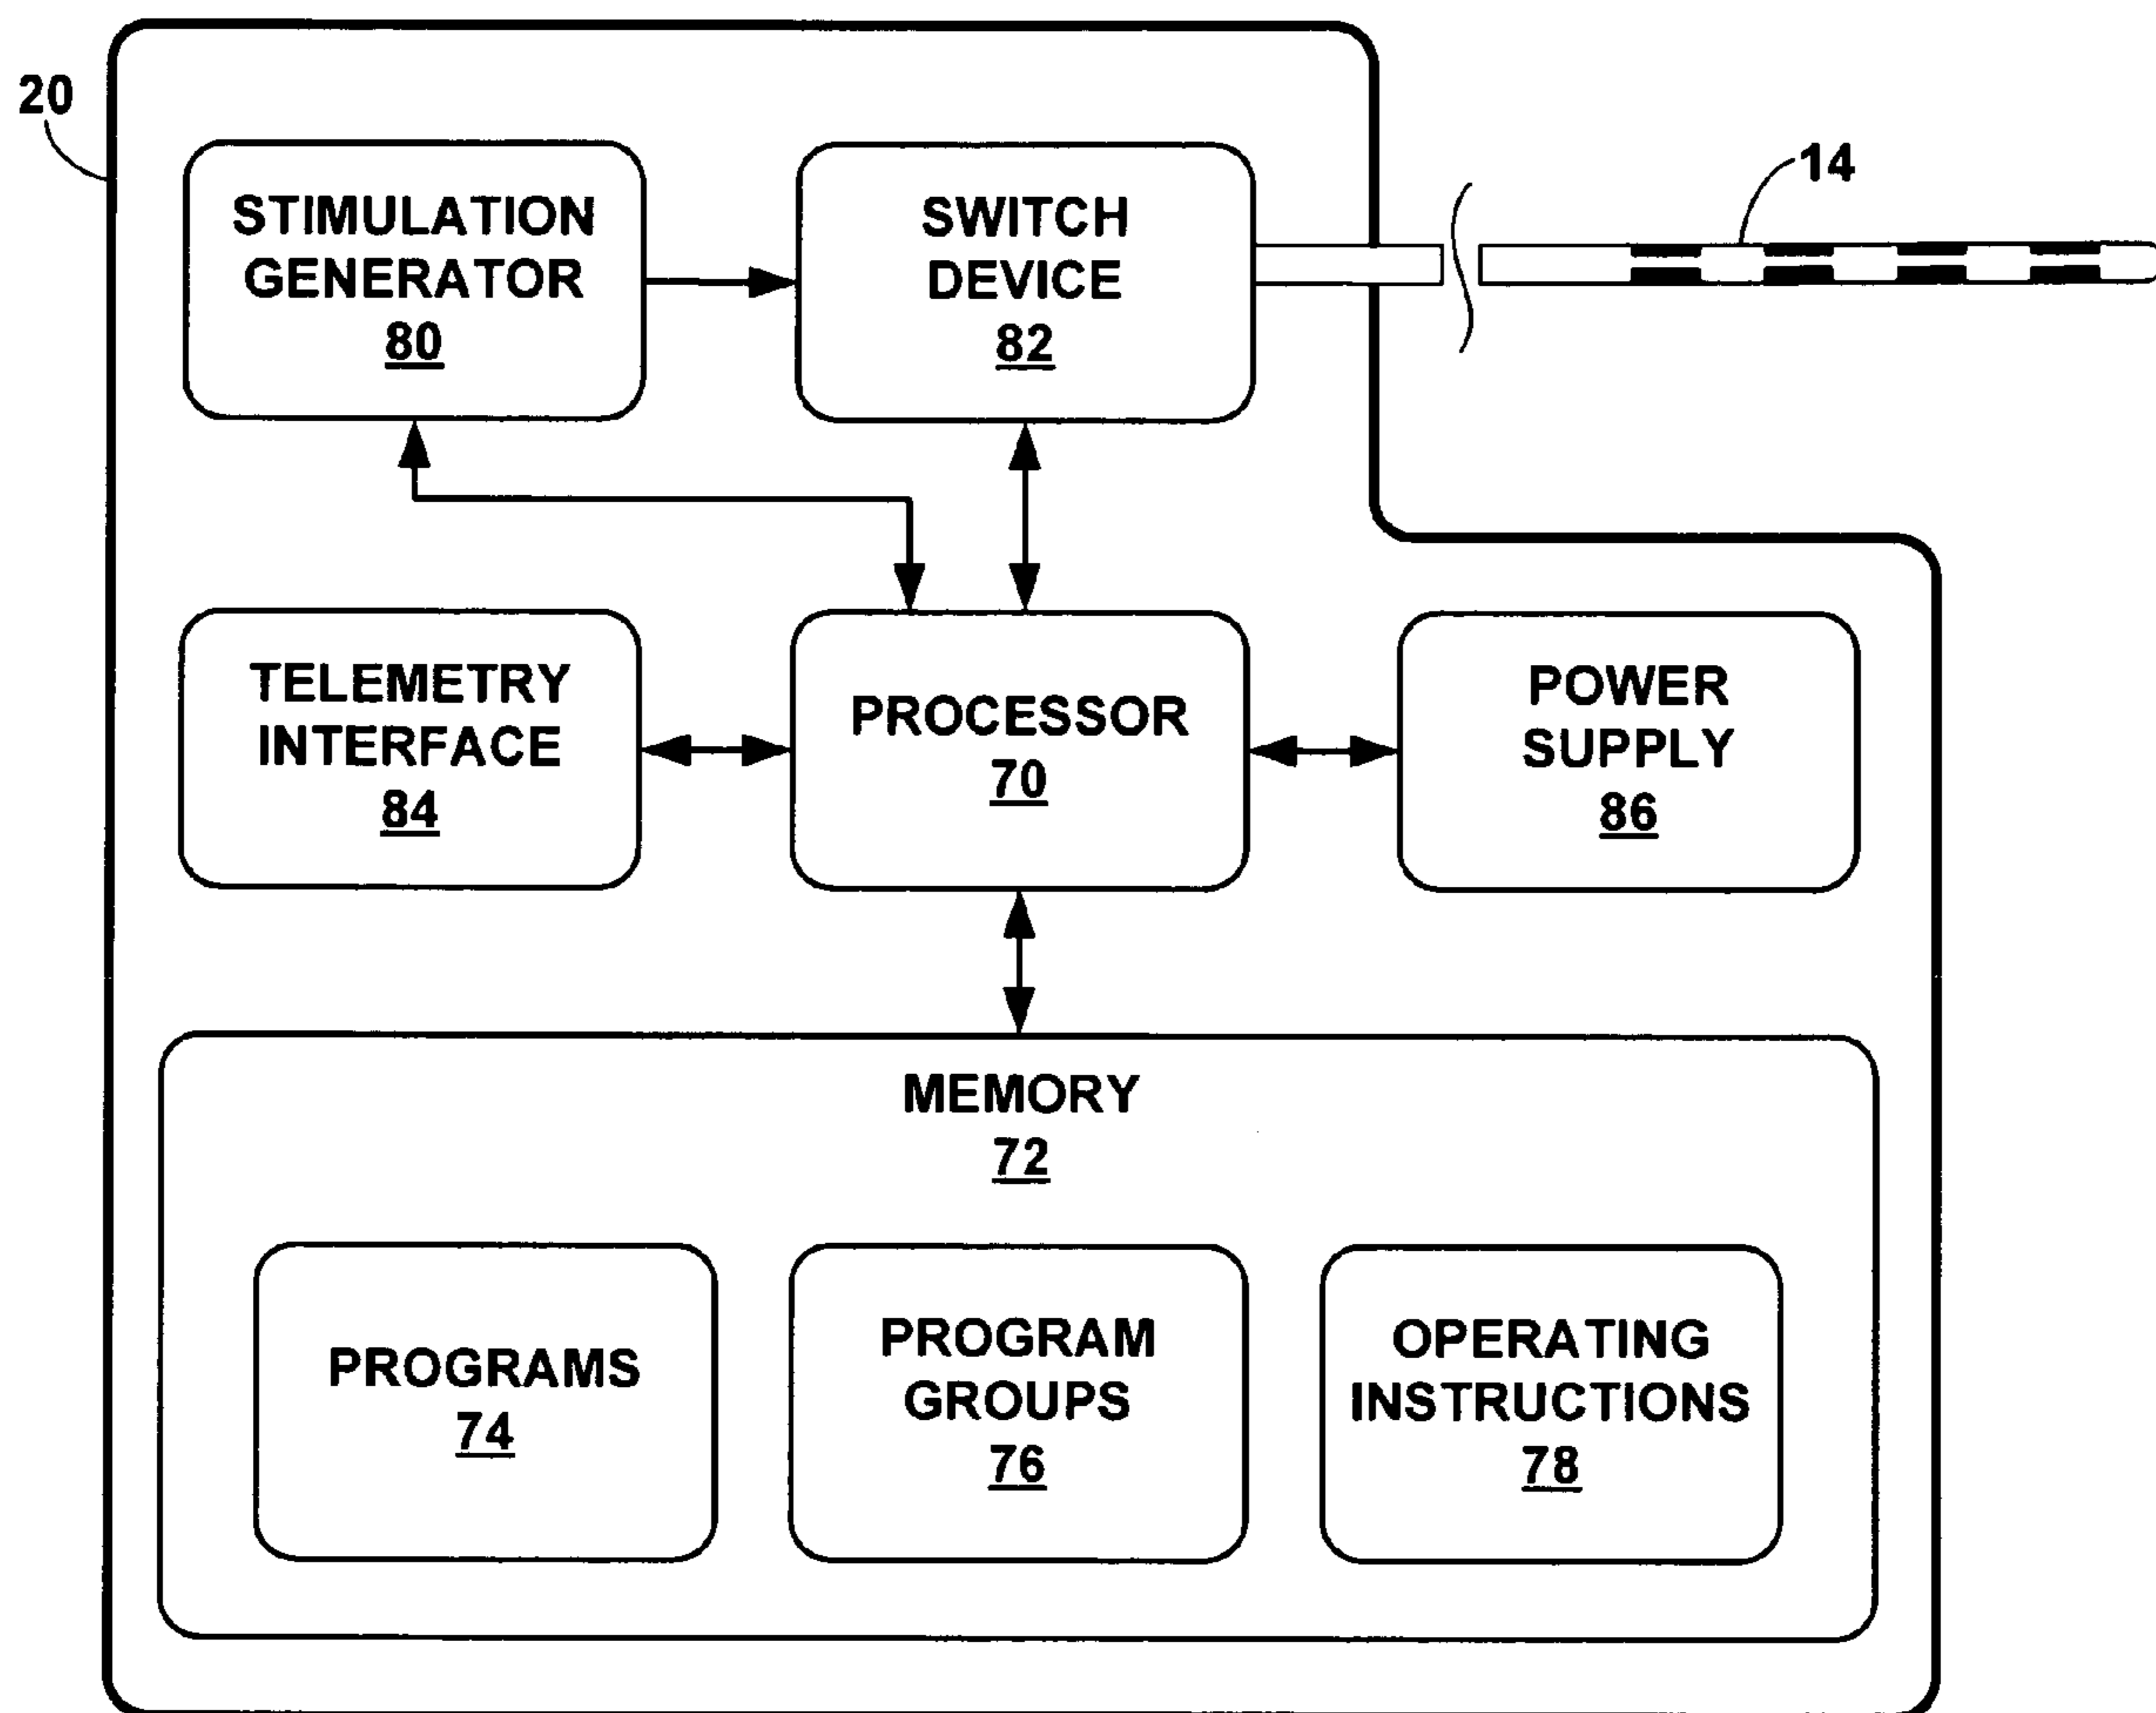 20
14
STIMULATION
GENERATOR
80
SWITCH
DEVICE
82
TELEMETRY
INTERFACE
84
PROCESSOR
70
POWER
SUPPLY
86
MEMORY
72
PROGRAMS
74
PROGRAM
GROUPS
76
OPERATING
INSTRUCTIONS
78